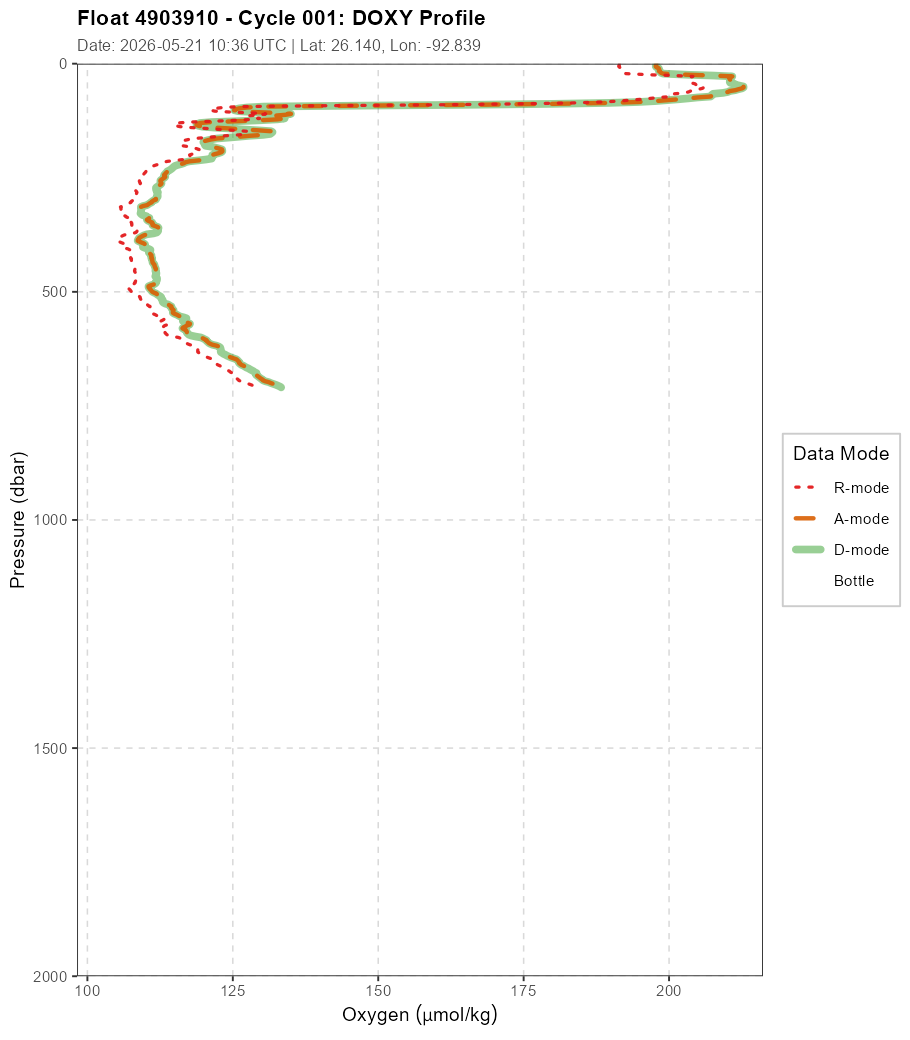 Float 4903910 - Cycle 001: DOXY Profile
Date: 2026-05-21 10:36 UTC | Lat: 26.140, Lon: -92.839
0
500
1000
1500
2000
Pressure (dbar)
100
125
150
175
200
Oxygen (μmol/kg)
Data Mode
R-mode
A-mode
D-mode
Bottle